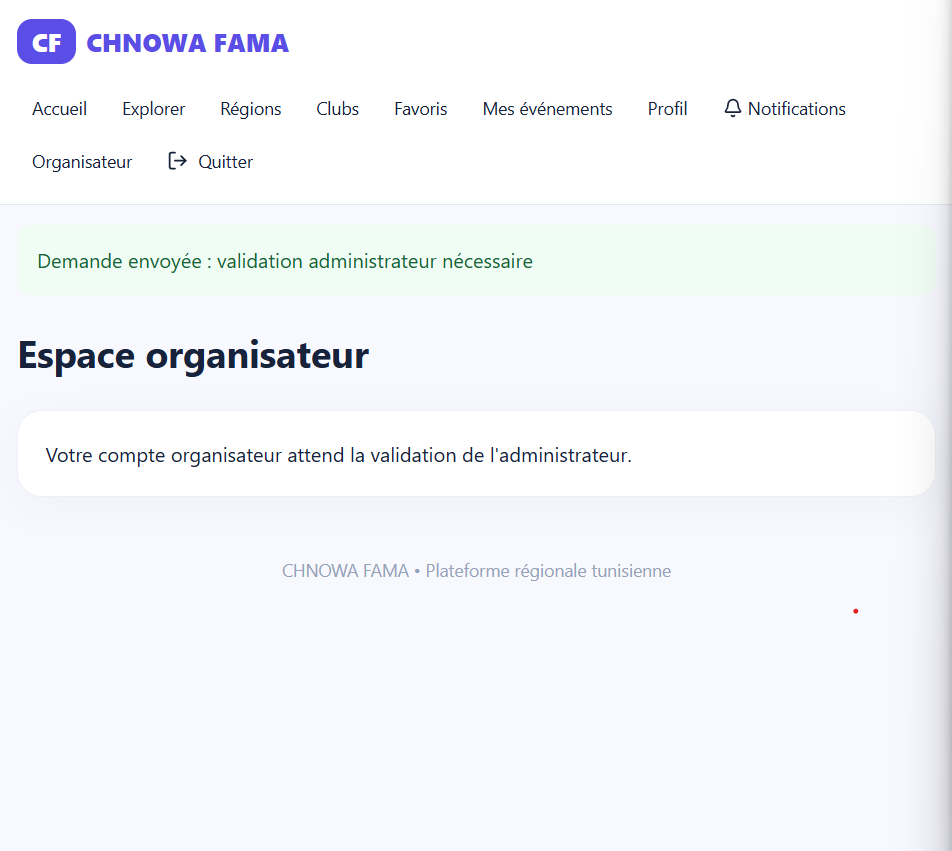 CF CHNOWA FAMA
Accueil Explorer Régions Clubs Favoris Mes événements Profil Notifications
Organisateur Quitter
Demande envoyée : validation administrateur nécessaire
Espace organisateur
Votre compte organisateur attend la validation de l'administrateur.
CHNOWA FAMA • Plateforme régionale tunisienne